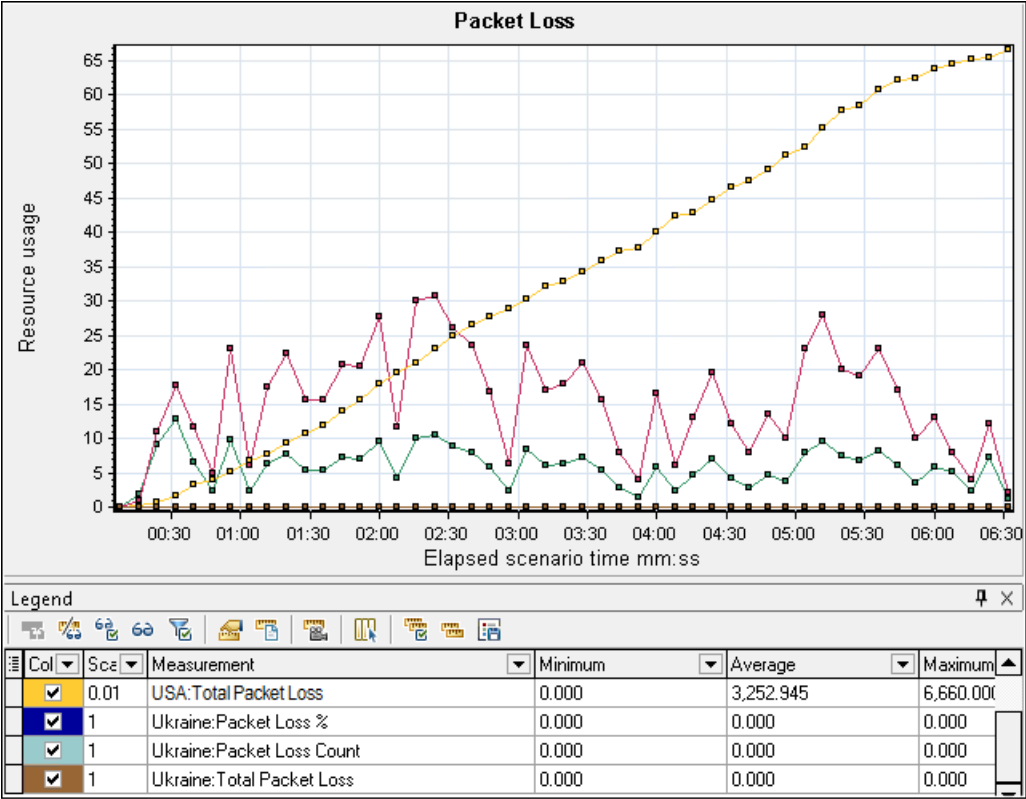 Packet Loss
65
60
55
50
45
40
35
30
25
20
15
10
5
0
Resource usage
00:30 01:00 01:30 02:00 02:30 03:00 03:30 04:00 04:30 05:00 05:30 06:00 06:30
Elapsed scenario time mm:ss
Legend
Col Sca Measurement Minimum Average Maximum
0.01 USA:Total Packet Loss 0.000 3,252.945 6,660.000
1 Ukraine:Packet Loss % 0.000 0.000 0.000
1 Ukraine:Packet Loss Count 0.000 0.000 0.000
1 Ukraine:Total Packet Loss 0.000 0.000 0.000